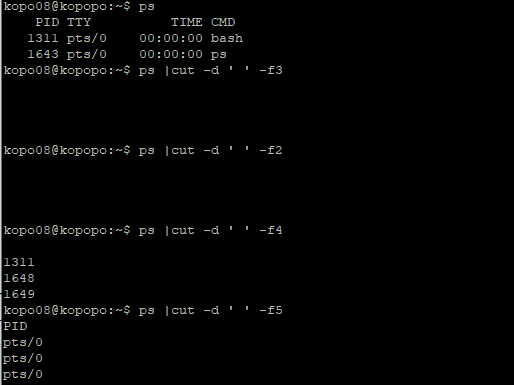 kopo08@kopopo:~$ ps
    PID TTY          TIME CMD
   1311 pts/0    00:00:00 bash
   1643 pts/0    00:00:00 ps
kopo08@kopopo:~$ ps |cut -d ' ' -f3
kopo08@kopopo:~$ ps |cut -d ' ' -f2
kopo08@kopopo:~$ ps |cut -d ' ' -f4
1311
1648
1649
kopo08@kopopo:~$ ps |cut -d ' ' -f5
PID
pts/0
pts/0
pts/0